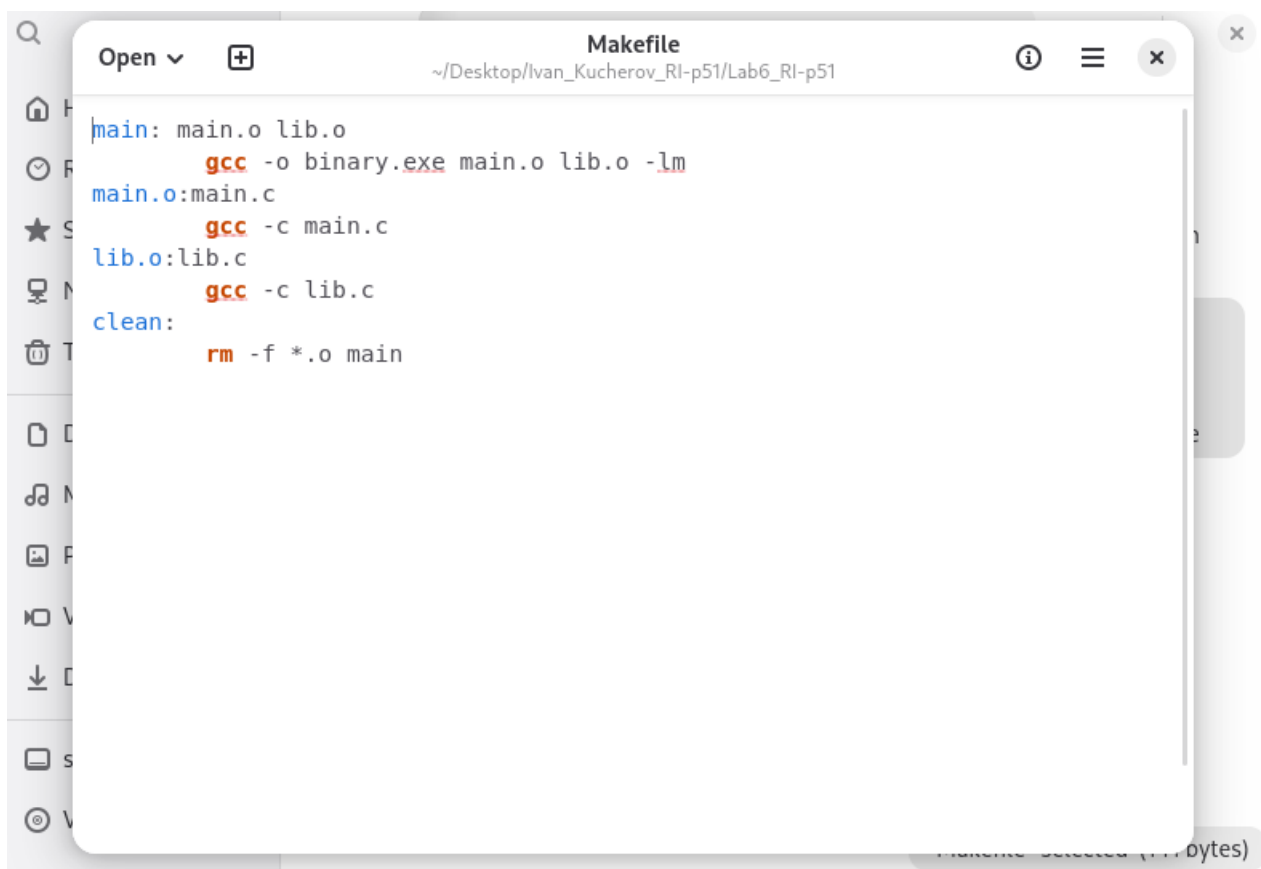 Open
Makefile
~/Desktop/Ivan_Kucherov_RI-p51/Lab6_RI-p51
main: main.o lib.o
        gcc -o binary.exe main.o lib.o -lm
main.o:main.c
        gcc -c main.c
lib.o:lib.c
        gcc -c lib.c
clean:
        rm -f *.o main
bytes)